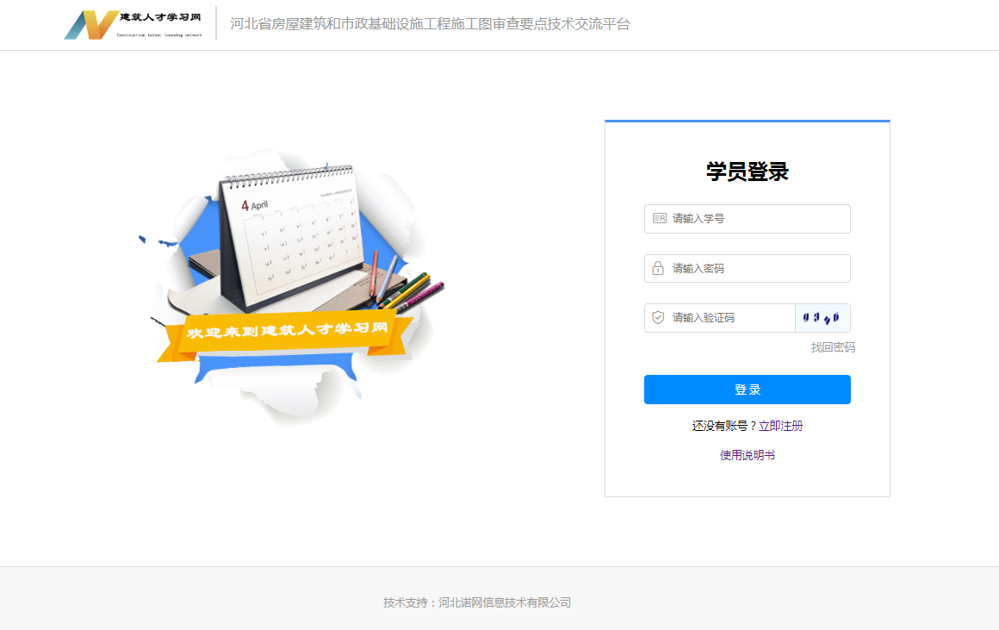 建筑人才学习网
Construction talent learning network
河北省房屋建筑和市政基础设施工程施工图审查要点技术交流平台
4 April
欢迎来到建筑人才学习网
学员登录
请输入学号
请输入密码
请输入验证码
找回密码
登 录
还没有账号？立即注册
使用说明书
技术支持：河北诺网信息技术有限公司